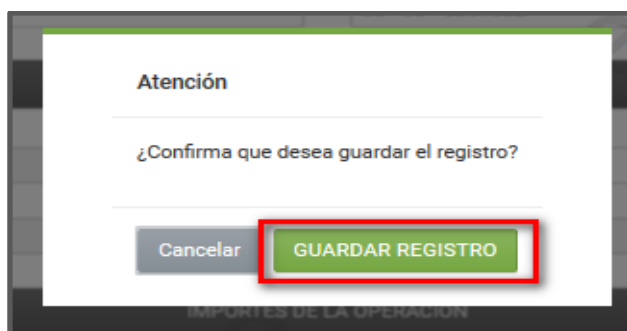 Atención
¿Confirma que desea guardar el registro?
Cancelar GUARDAR REGISTRO
IMPORTES DE LA OPERACIÓN